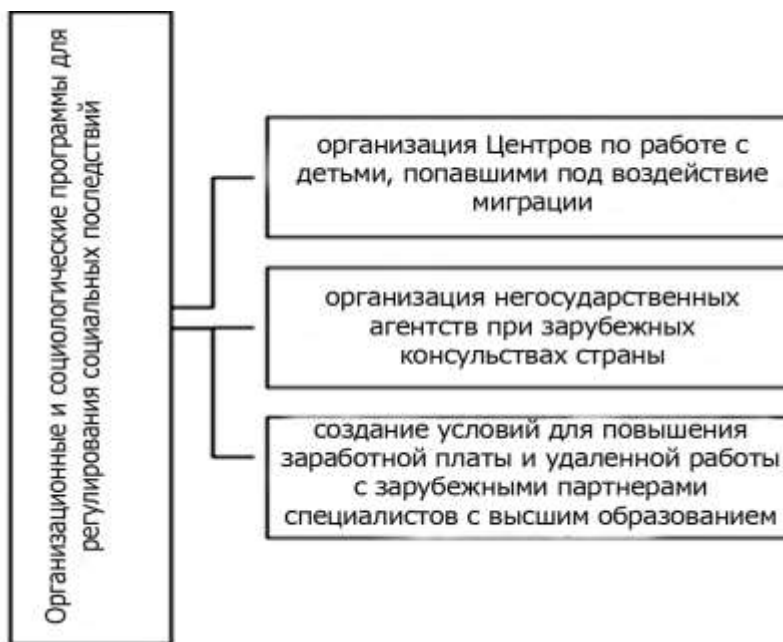 Организационные и социологические программы для
регулирования социальных последствий
организация Центров по работе с
детьми, попавшими под воздействие
миграции
организация негосударственных
агентств при зарубежных
консульствах страны
создание условий для повышения
заработной платы и удаленной работы
с зарубежными партнерами
специалистов с высшим образованием